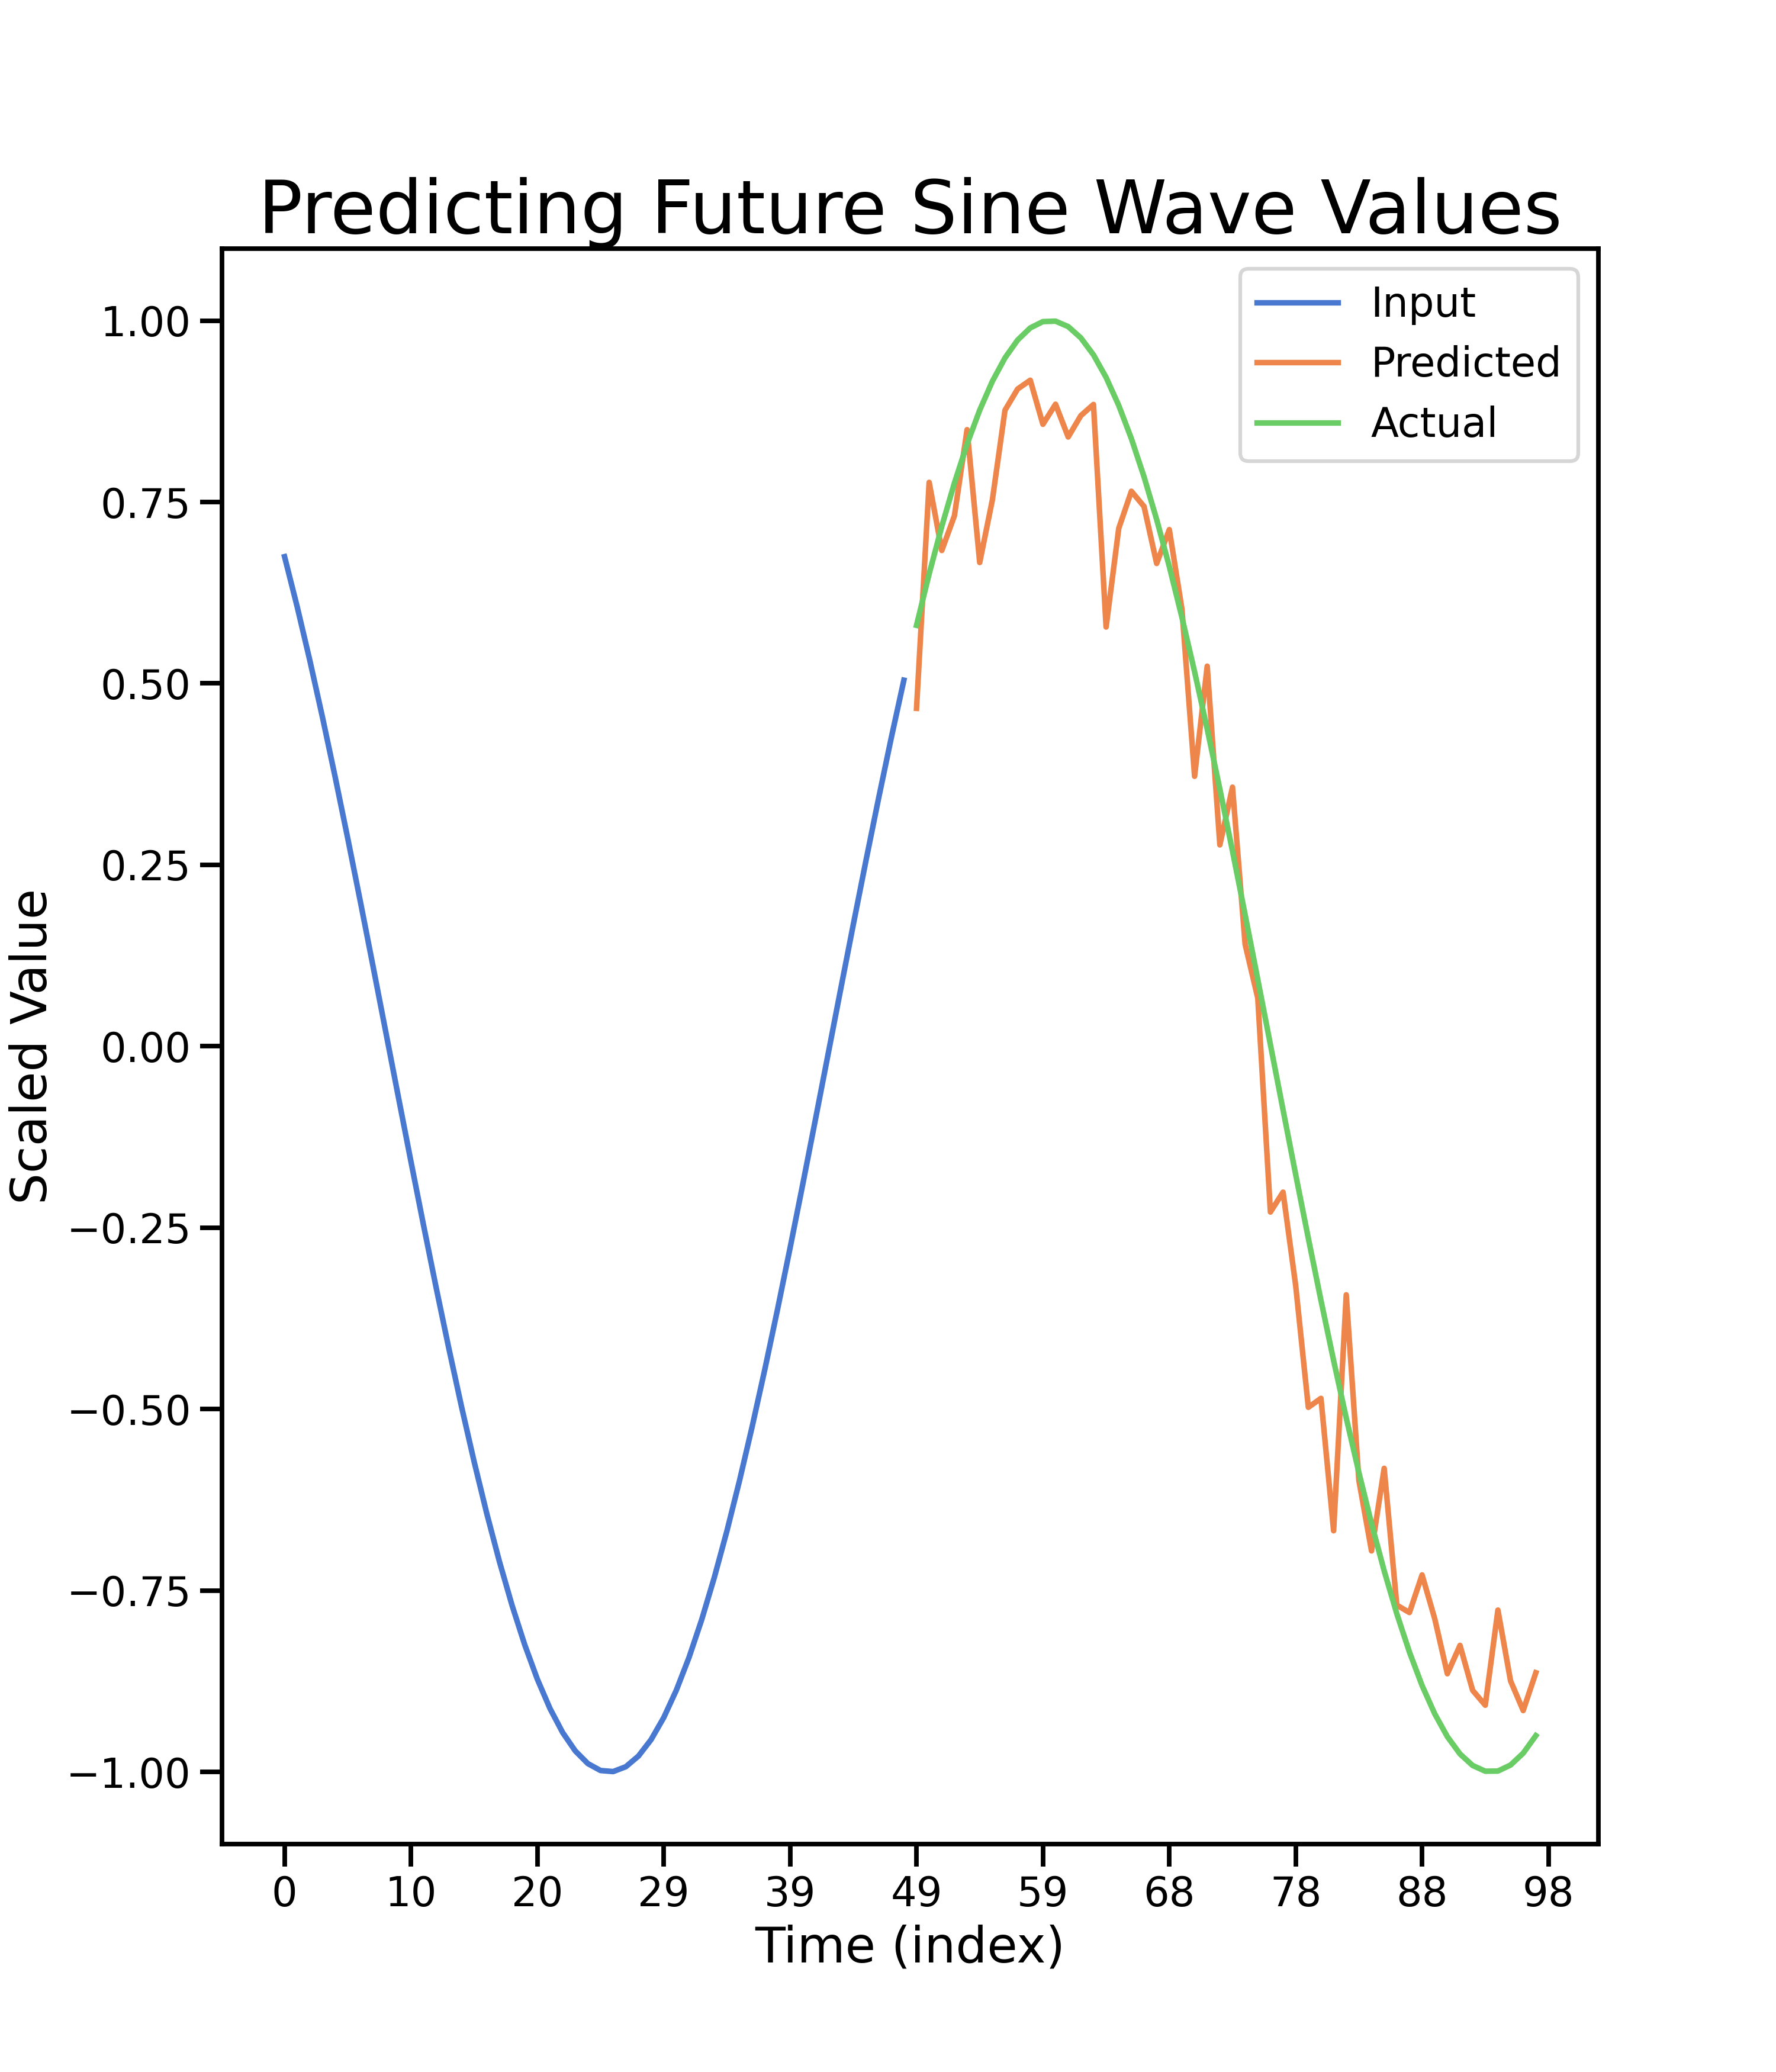 Predicting Future Sine Wave Values
Input
Predicted
Actual
1.00
0.75
0.50
0.25
0.00
−0.25
−0.50
−0.75
−1.00
Scaled Value
0 10 20 29 39 49 59 68 78 88 98
Time (index)